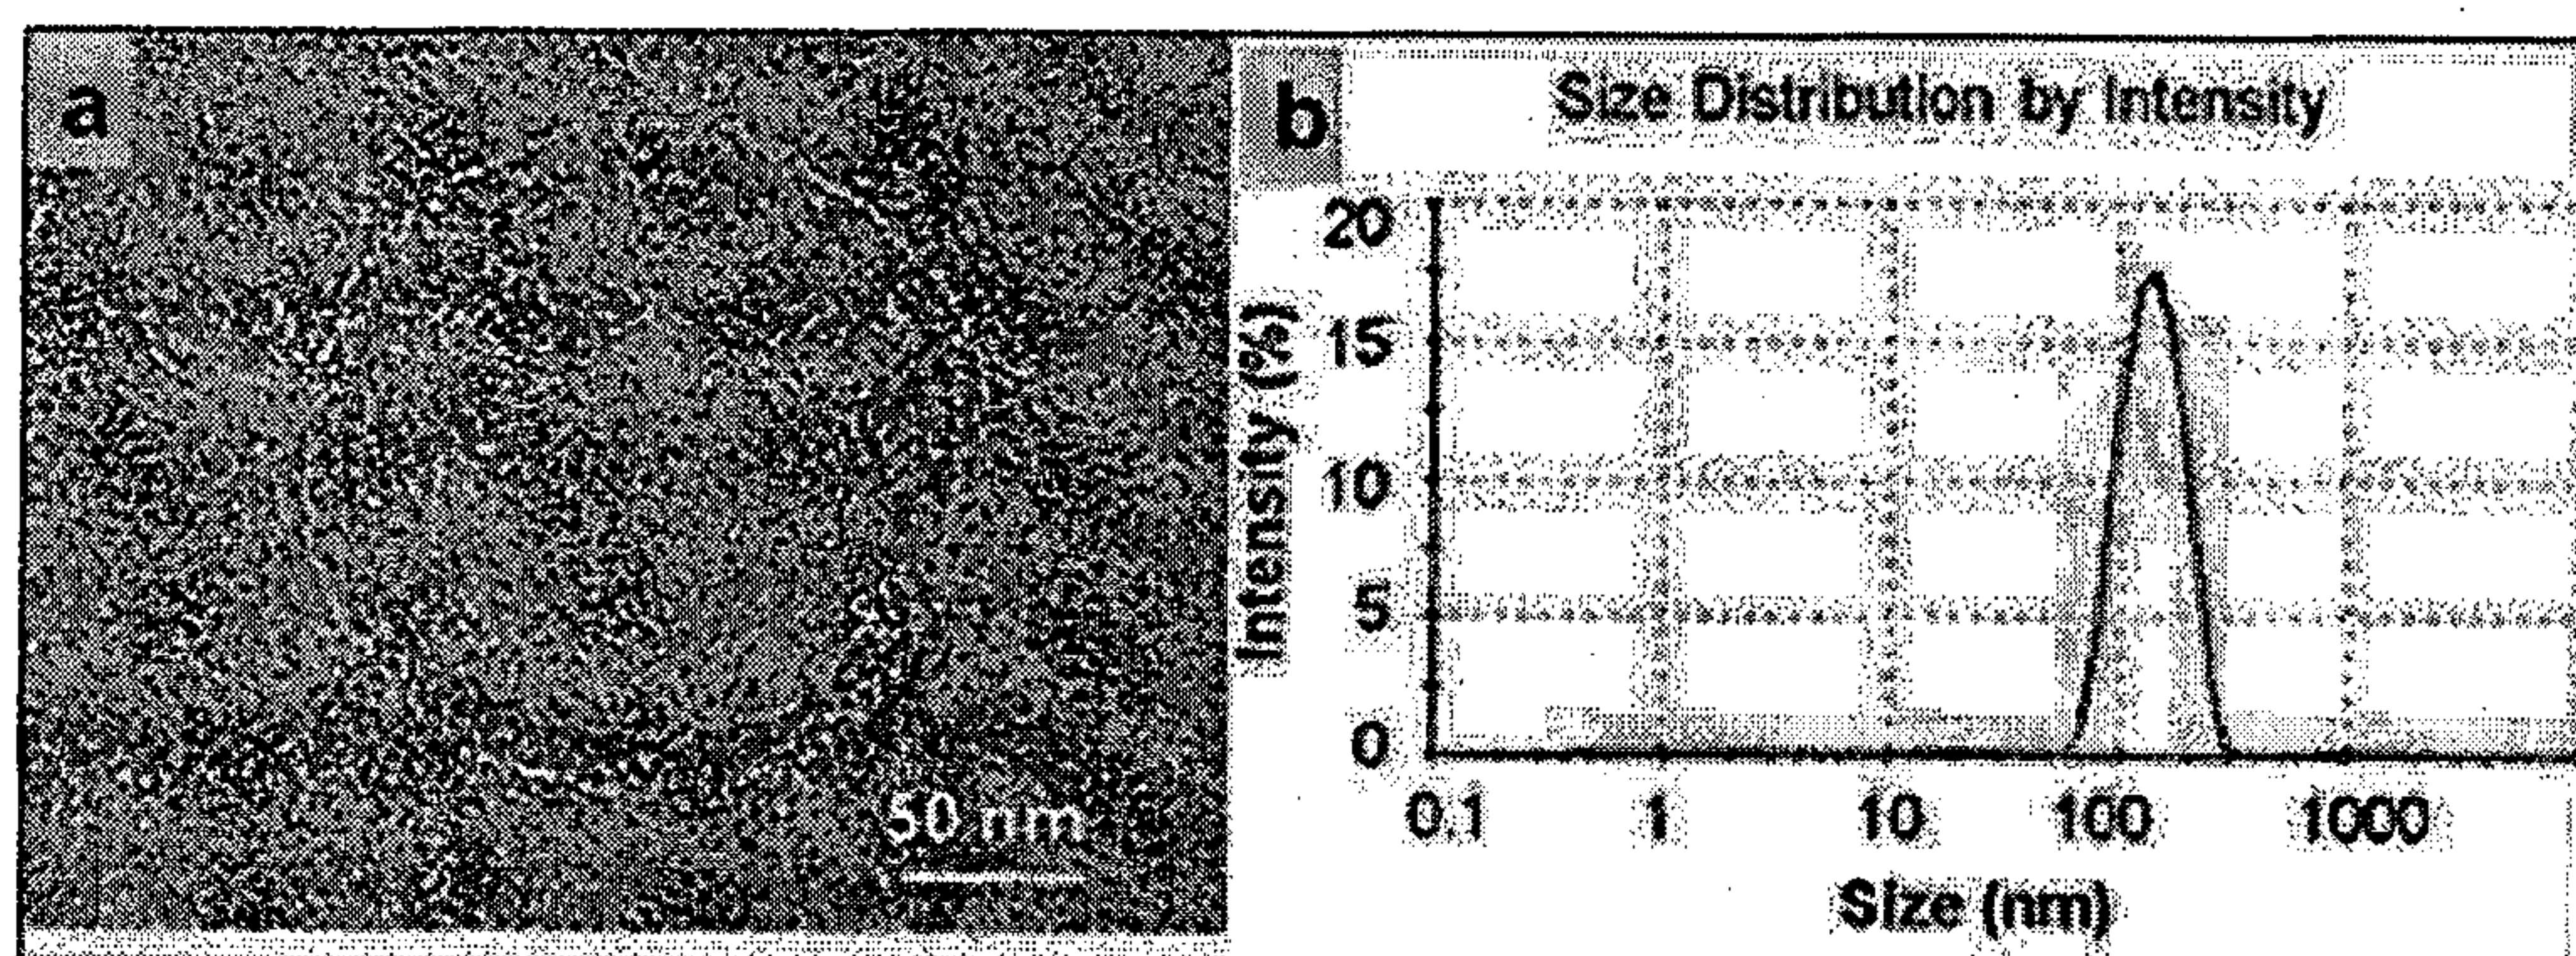 a
50 nm
b
Size Distribution by Intensity
Intensity (%)
20
15
10
5
0
0.1 1 10 100 1000
Size (nm)